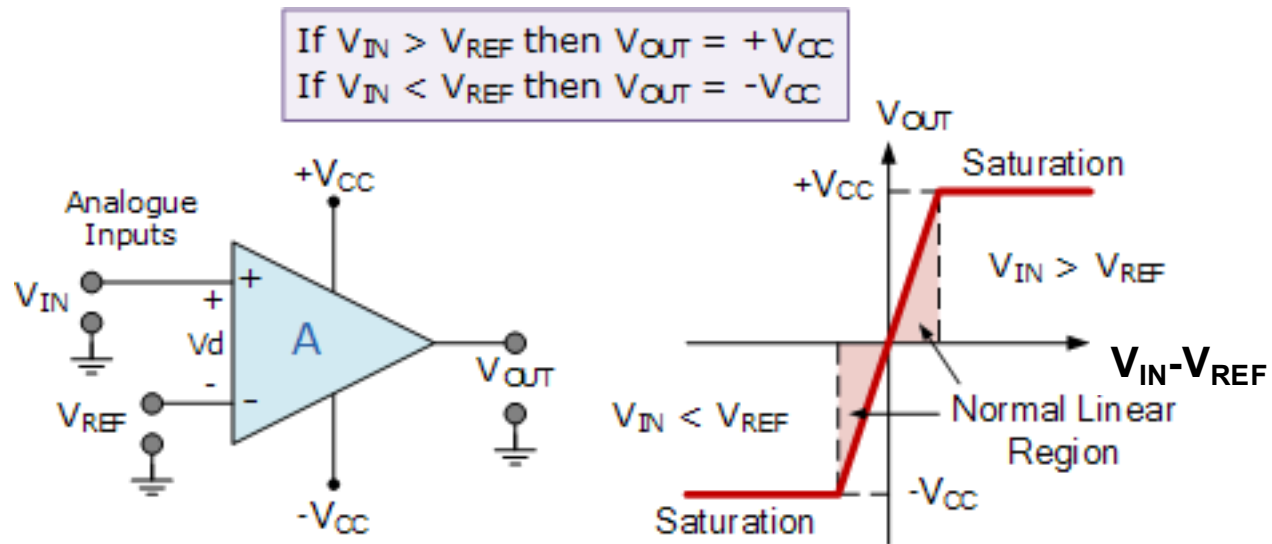 If VIN > VREF then VOUT = +VCC
If VIN < VREF then VOUT = -VCC
Analogue
Inputs
+VCC
VIN
+
+
Vd
A
-
-
VREF
VOUT
-VCC
VOUT
Saturation
+VCC
VIN > VREF
VIN-VREF
VIN < VREF
Normal Linear
Region
-VCC
Saturation